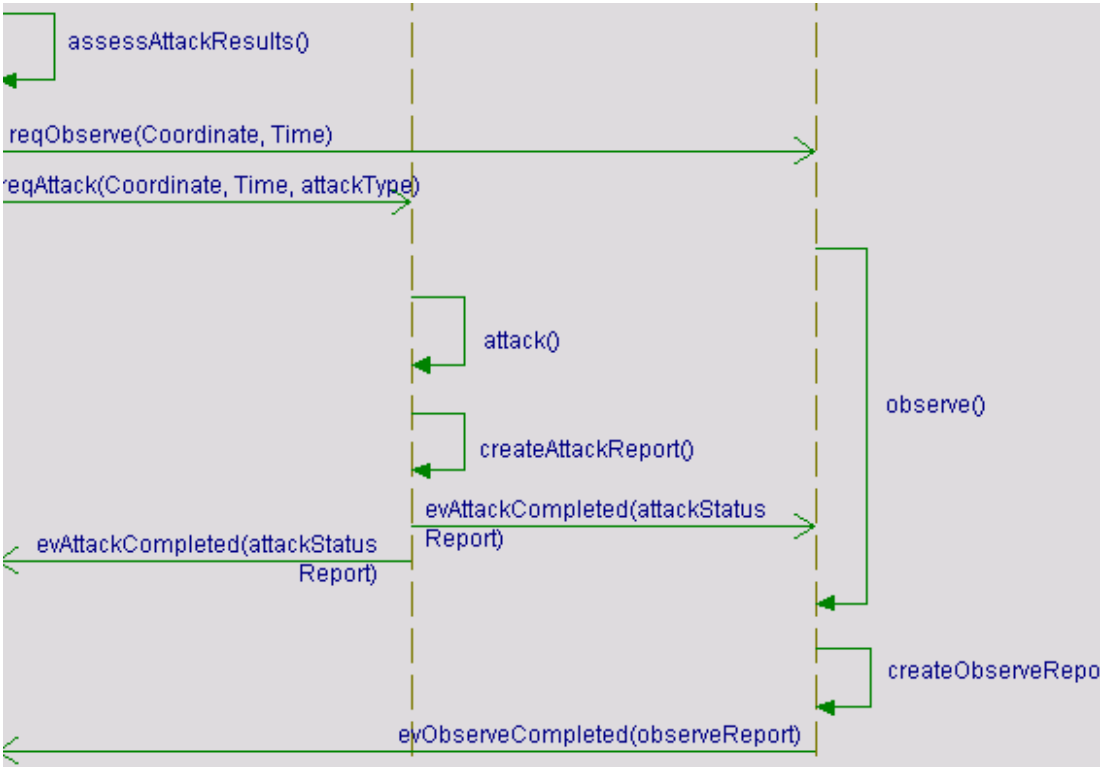 assessAttackResults()
reqObserve(Coordinate, Time)
reqAttack(Coordinate, Time, attackType)
attack()
observe()
createAttackReport()
evAttackCompleted(attackStatus
Report)
evAttackCompleted(attackStatus
Report)
createObserveRepo
evObserveCompleted(observeReport)